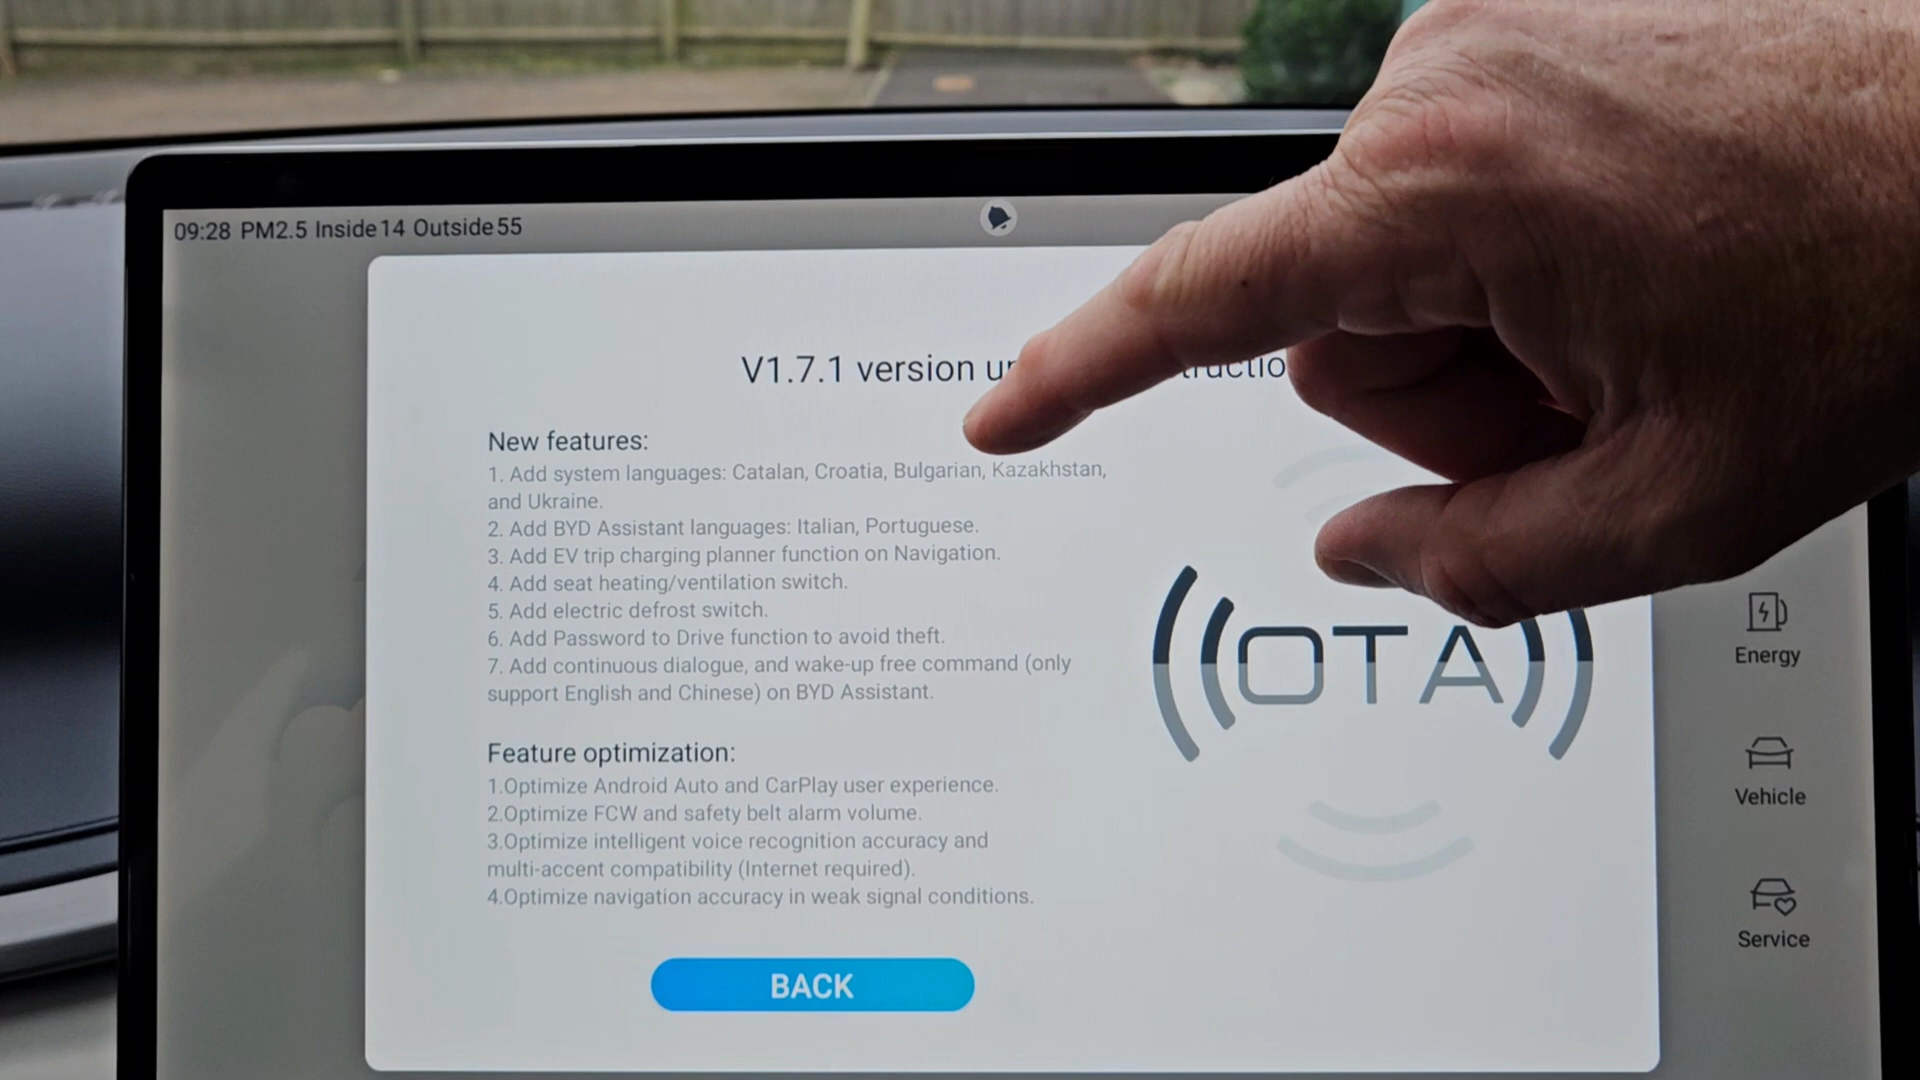 09:28 PM2.5 Inside14 Outside55
V1.7.1 version
New features:
1. Add system languages: Catalan, Croatia, Bulgarian, Kazakhstan,
and Ukraine.
2. Add BYD Assistant languages: Italian, Portuguese.
3. Add EV trip charging planner function on Navigation.
4. Add seat heating/ventilation switch.
5. Add electric defrost switch.
6. Add Password to Drive function to avoid theft.
7. Add continuous dialogue, and wake-up free command (only
support English and Chinese) on BYD Assistant.
Feature optimization:
1.Optimize Android Auto and CarPlay user experience.
2.Optimize FCW and safety belt alarm volume.
3.Optimize intelligent voice recognition accuracy and
multi-accent compatibility (Internet required).
4.Optimize navigation accuracy in weak signal conditions.
BACK
OTA
Energy
Vehicle
Service